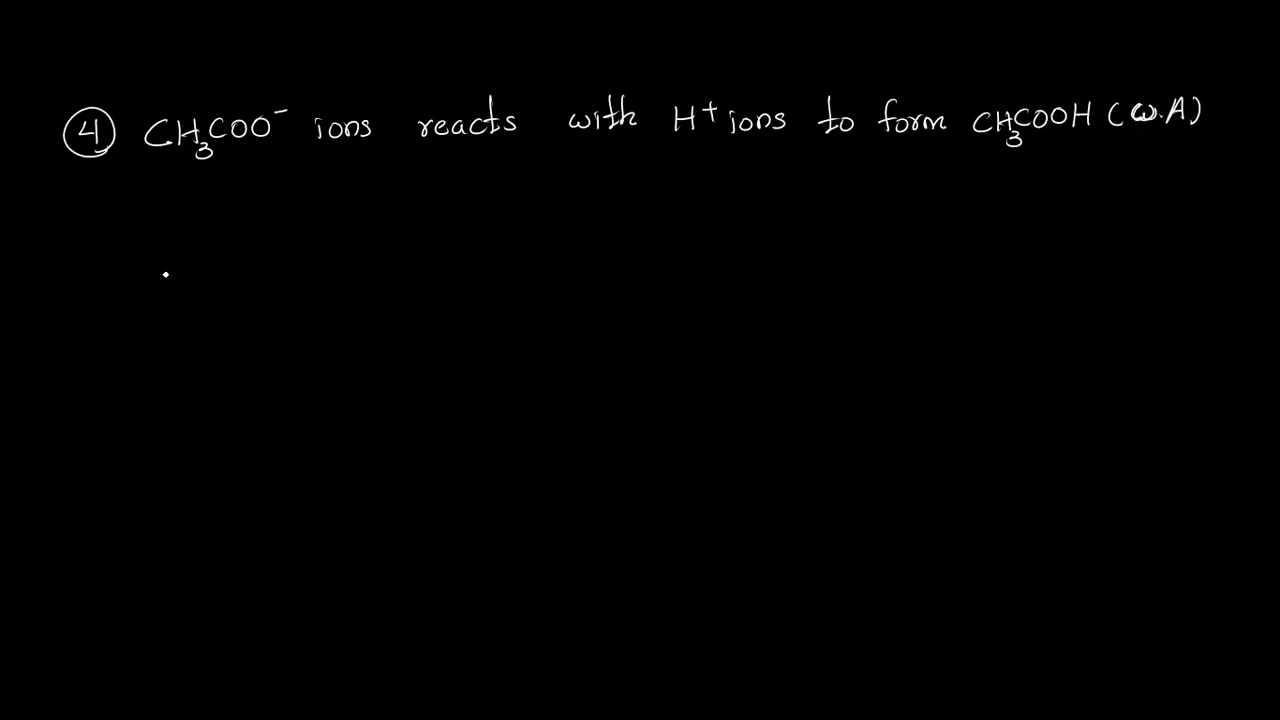 ④ CH₃COO⁻ ions reacts with H⁺ ions to form CH₃COOH (W.A)